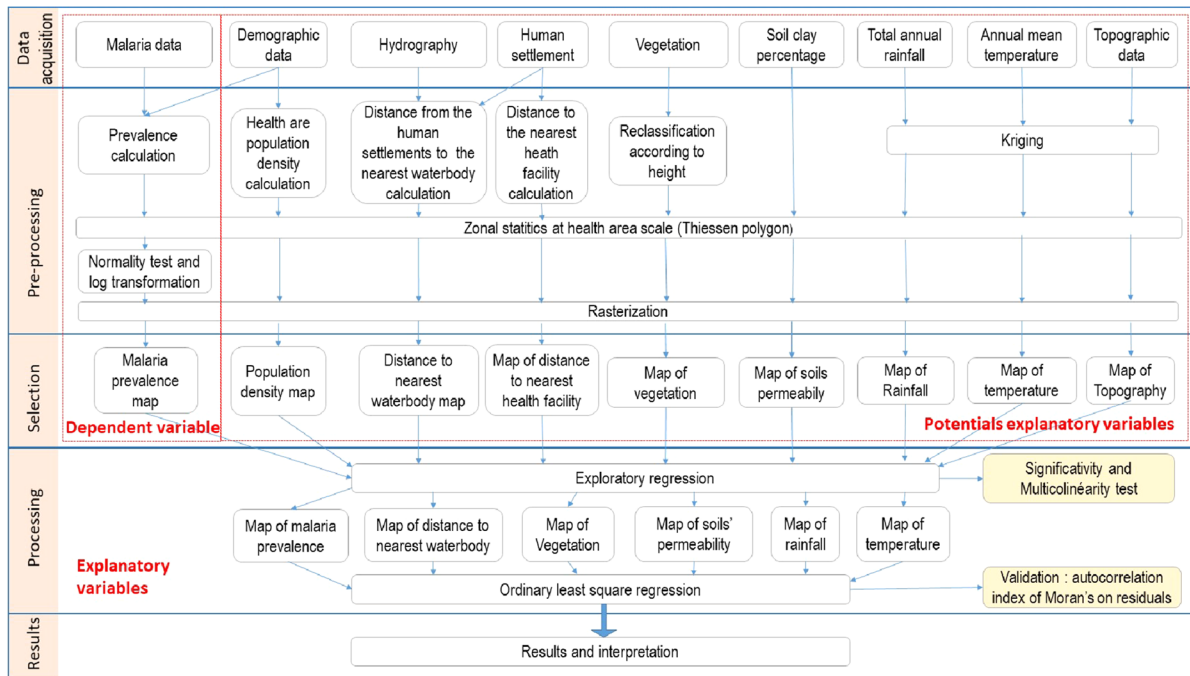 Data
acquisition
Malaria data
Demographic
data
Hydrography
Human
settlement
Vegetation
Soil clay
percentage
Total annual
rainfall
Annual mean
temperature
Topographic
data
Pre-processing
Prevalence
calculation
Health are
population
density
calculation
Distance from the
human
settlements to the
nearest waterbody
calculation
Distance to
the nearest
heath
facility
calculation
Reclassification
according to
height
Kriging
Zonal statitics at health area scale (Thiessen polygon)
Normality test and
log transformation
Rasterization
Selection
Malaria
prevalence
map
Population
density map
Distance to
nearest
waterbody map
Map of distance
to nearest
health facility
Map of
vegetation
Map of soils
permeabily
Map of
Rainfall
Map of
temperature
Map of
Topography
Dependent variable
Potentials explanatory variables
Processing
Exploratory regression
Significativity and
Multicolinéarity test
Map of malaria
prevalence
Map of distance to
nearest waterbody
Map of
Vegetation
Map of soils'
permeability
Map of
rainfall
Map of
temperature
Explanatory
variables
Ordinary least square regression
Validation : autocorrelation
index of Moran's on residuals
Results
Results and interpretation